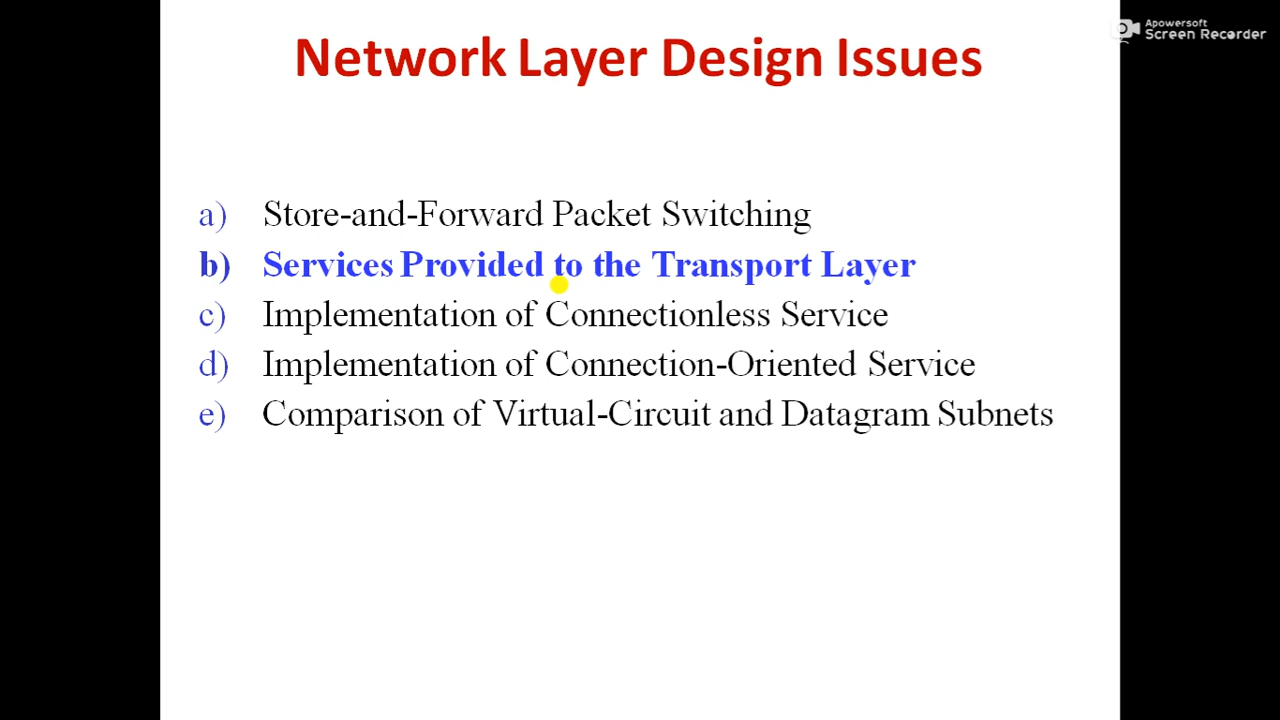 Network Layer Design Issues
Apowersoft
Screen Recorder
a) Store-and-Forward Packet Switching
b) Services Provided to the Transport Layer
c) Implementation of Connectionless Service
d) Implementation of Connection-Oriented Service
e) Comparison of Virtual-Circuit and Datagram Subnets